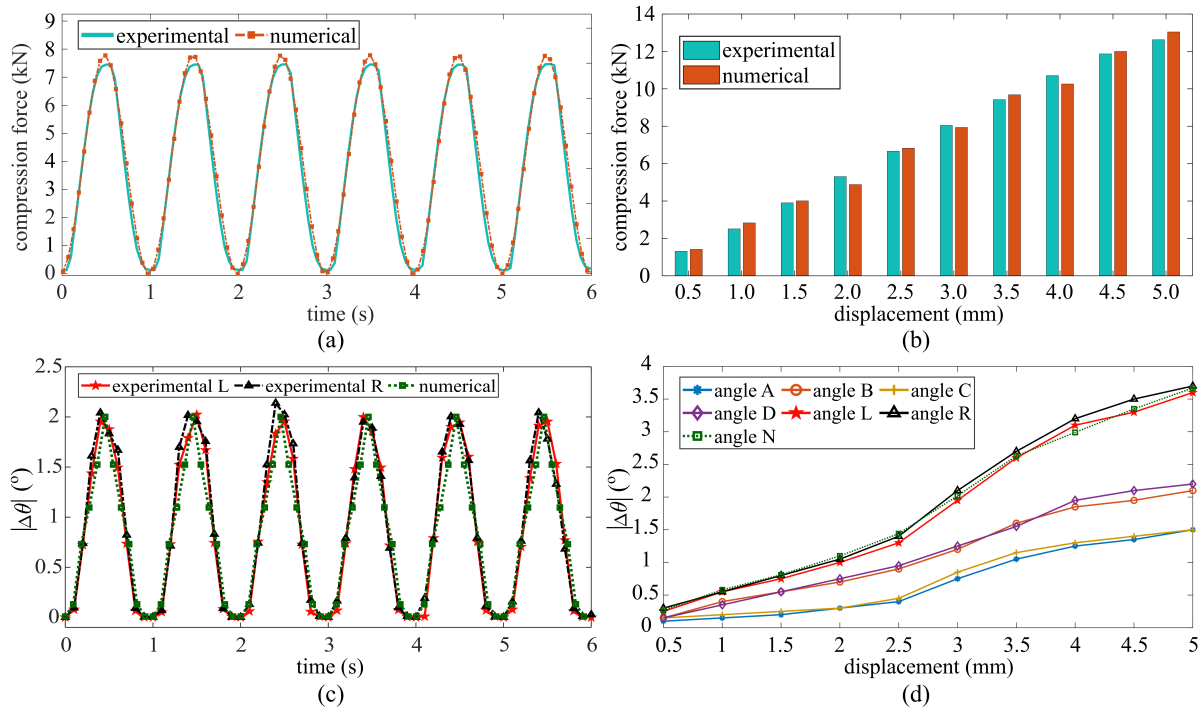 experimental numerical
compression force (kN)
9
8
7
6
5
4
3
2
1
0
0 1 2 3 4 5 6
time (s)
(a)
experimental
numerical
compression force (kN)
14
12
10
8
6
4
2
0
0.5 1.0 1.5 2.0 2.5 3.0 3.5 4.0 4.5 5.0
displacement (mm)
(b)
experimental L experimental R numerical
|Δθ| (°)
2.5
2
1.5
1
0.5
0
0 1 2 3 4 5 6
time (s)
(c)
angle A angle B angle C
angle D angle L angle R
angle N
|Δθ| (°)
4
3.5
3
2.5
2
1.5
1
0.5
0
0.5 1 1.5 2 2.5 3 3.5 4 4.5 5
displacement (mm)
(d)